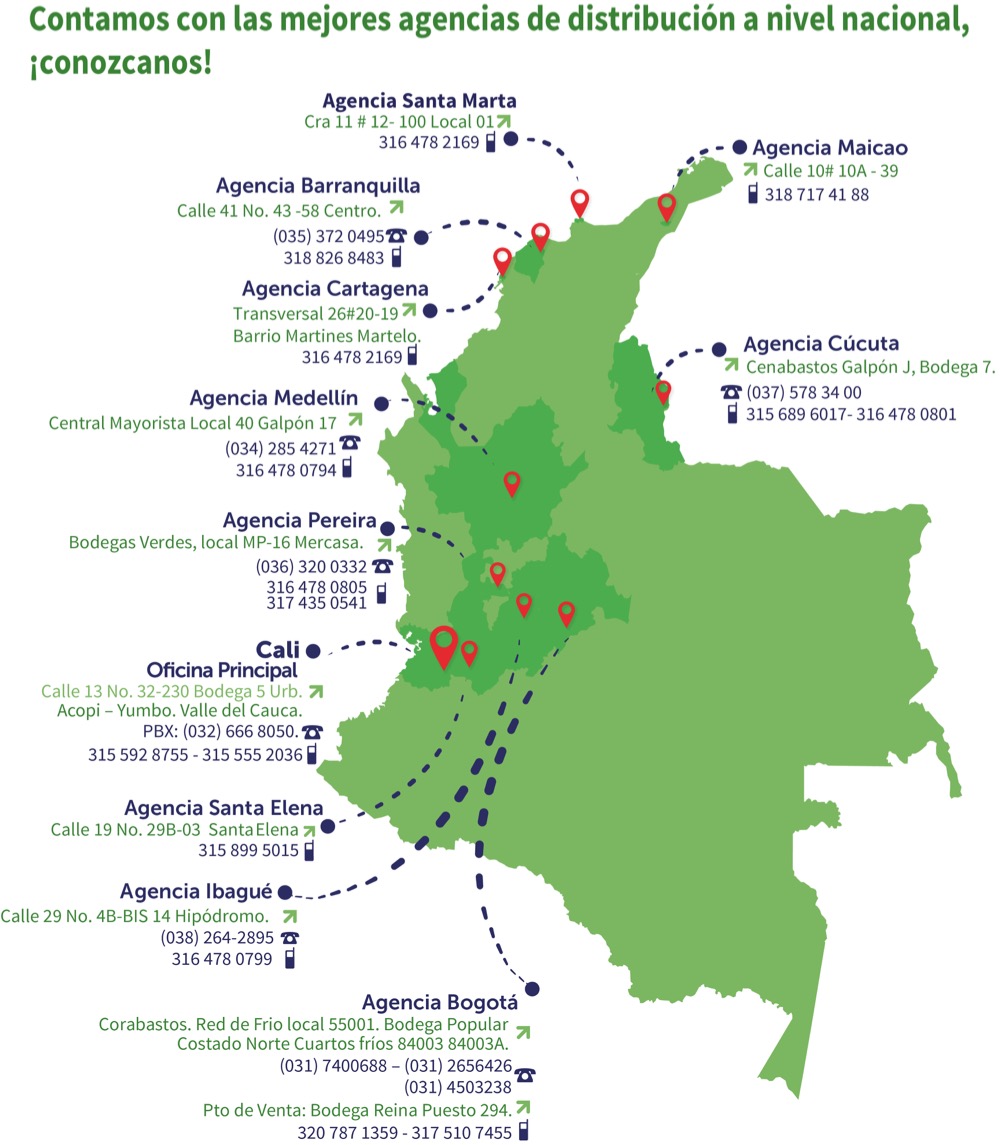 Contamos con las mejores agencias de distribución a nivel nacional,
¡conozcanos!
Agencia Santa Marta
Cra 11 # 12- 100 Local 01
316 478 2169
Agencia Maicao
Calle 10# 10A - 39
318 717 41 88
Agencia Barranquilla
Calle 41 No. 43 -58 Centro.
(035) 372 0495
318 826 8483
Agencia Cartagena
Transversal 26#20-19
Barrio Martines Martelo.
316 478 2169
Agencia Cúcuta
Cenabastos Galpón J, Bodega 7.
(037) 578 34 00
315 689 6017- 316 478 0801
Agencia Medellín
Central Mayorista Local 40 Galpón 17
(034) 285 4271
316 478 0794
Agencia Pereira
Bodegas Verdes, local MP-16 Mercasa.
(036) 320 0332
316 478 0805
317 435 0541
Cali
Oficina Principal
Calle 13 No. 32-230 Bodega 5 Urb.
Acopi – Yumbo. Valle del Cauca.
PBX: (032) 666 8050.
315 592 8755 - 315 555 2036
Agencia Santa Elena
Calle 19 No. 29B-03 Santa Elena
315 899 5015
Agencia Ibagué
Calle 29 No. 4B-BIS 14 Hipódromo.
(038) 264-2895
316 478 0799
Agencia Bogotá
Corabastos. Red de Frio local 55001. Bodega Popular
Costado Norte Cuartos fríos 84003 84003A.
(031) 7400688 – (031) 2656426
(031) 4503238
Pto de Venta: Bodega Reina Puesto 294.
320 787 1359 - 317 510 7455